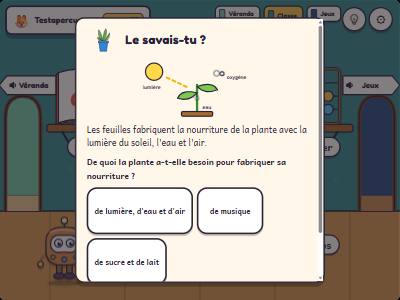 Testaparcu
Véranda
Classe
Jeux
Le savais-tu ?
lumière
oxygène
eau
Véranda
Jeux
Les feuilles fabriquent la nourriture de la plante avec la
lumière du soleil, l'eau et l'air.
De quoi la plante a-t-elle besoin pour fabriquer sa
nourriture ?
de lumière, d'eau et d'air
de musique
de sucre et de lait